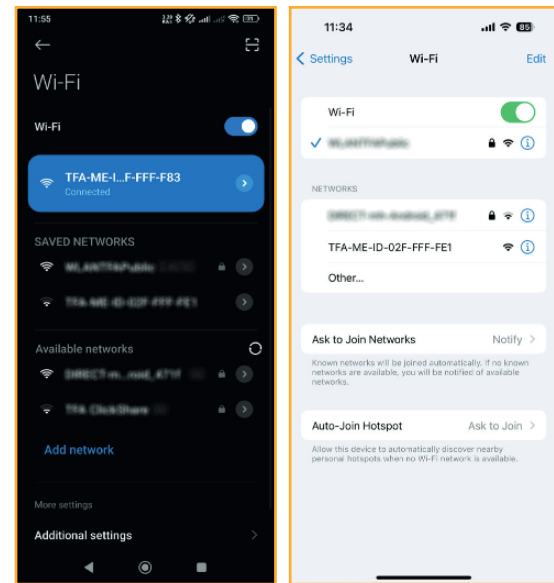 11:55
Wi-Fi
Wi-Fi
TFA-ME-I...F-FFF-F83
Connected
SAVED NETWORKS
Available networks
Add network
More settings
Additional settings
11:34
85
Settings
Wi-Fi
Edit
Wi-Fi
NETWORKS
TFA-ME-ID-02F-FFF-FE1
Other...
Ask to Join Networks
Notify
Known networks will be joined automatically. If no known
networks are available, you will be notified of available
networks.
Auto-Join Hotspot
Ask to Join
Allow this device to automatically discover nearby
personal hotspots when no Wi-Fi network is available.